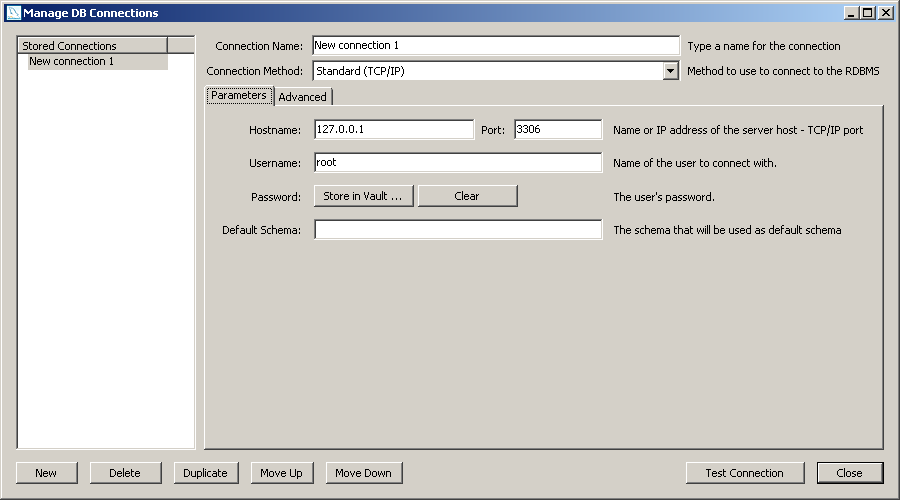 Manage DB Connections
Stored Connections
New connection 1
Connection Name: New connection 1 Type a name for the connection
Connection Method: Standard (TCP/IP) Method to use to connect to the RDBMS
Parameters Advanced
Hostname: 127.0.0.1 Port: 3306 Name or IP address of the server host - TCP/IP port
Username: root Name of the user to connect with.
Password: Store in Vault ... Clear The user's password.
Default Schema: The schema that will be used as default schema
New Delete Duplicate Move Up Move Down Test Connection Close